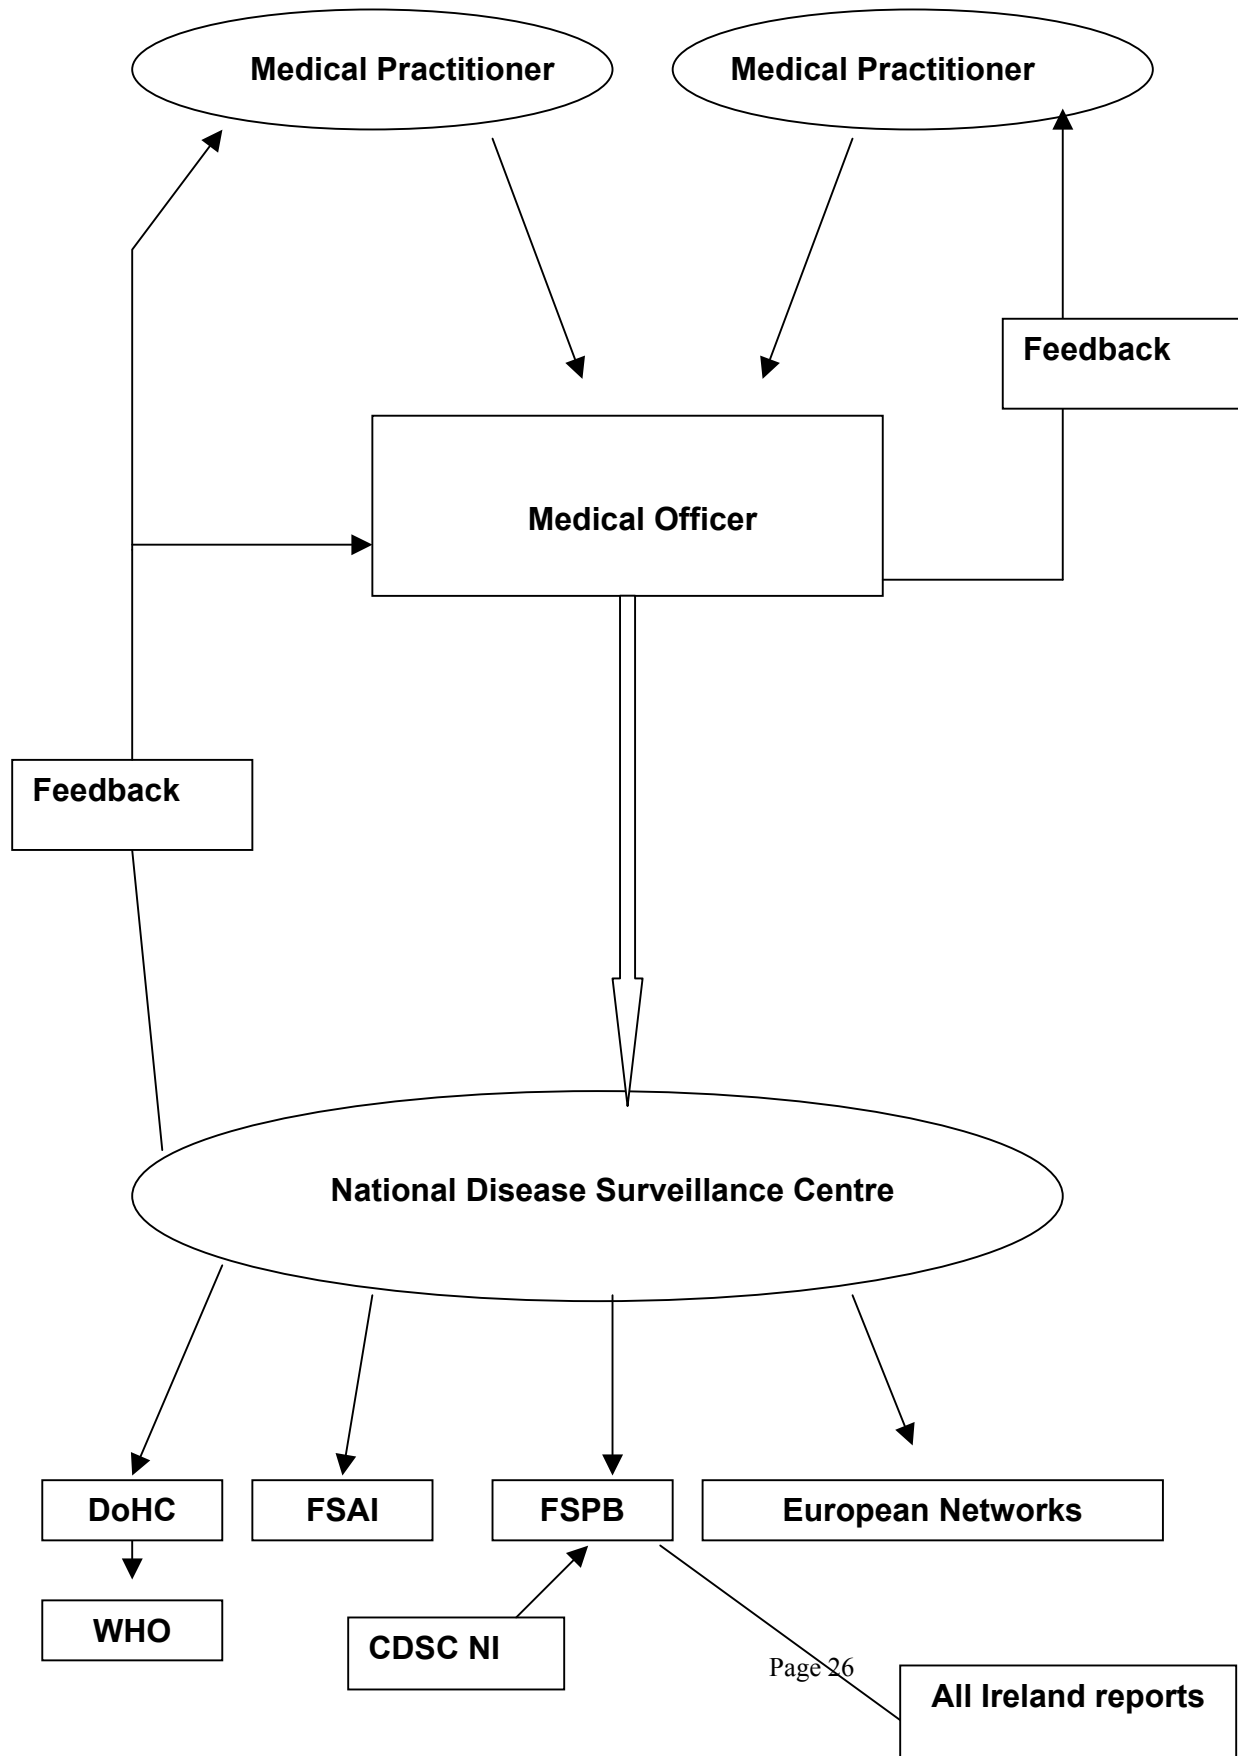 Medical Practitioner
Medical Practitioner
Feedback
Medical Officer
Feedback
National Disease Surveillance Centre
DoHC
FSAI
FSPB
European Networks
WHO
CDSC NI
Page 26
All Ireland reports